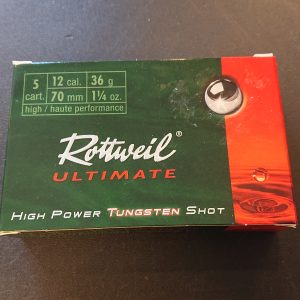 5 12 cal. 36 g
cart. 70 mm 1¼ oz.
high / haute performance
Rottweil®
ULTIMATE
HIGH POWER TUNGSTEN SHOT